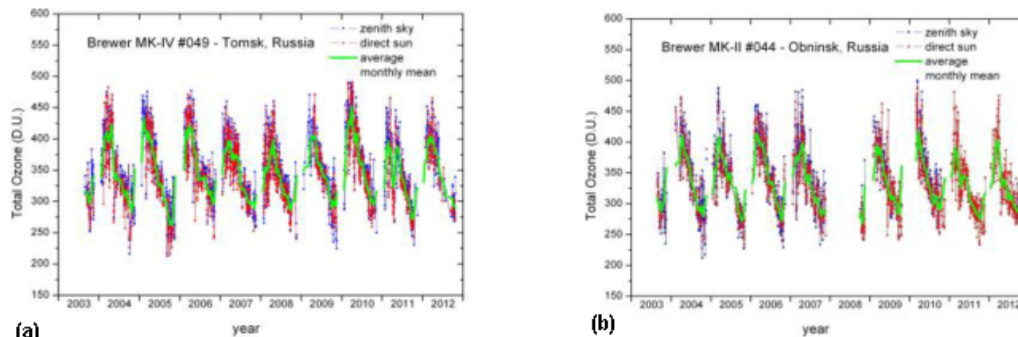 600
550
500
450
400
350
300
250
200
150
Total Ozone (D.U.)
Brewer MK-IV #049 - Tomsk, Russia
zenith sky
direct sun
average
monthly mean
2003 2004 2005 2006 2007 2008 2009 2010 2011 2012
year
(a)
600
550
500
450
400
350
300
250
200
150
Total Ozone (D.U.)
Brewer MK-II #044 - Obninsk, Russia
zenith sky
direct sun
average
monthly mean
2003 2004 2005 2006 2007 2008 2009 2010 2011 2012
year
(b)